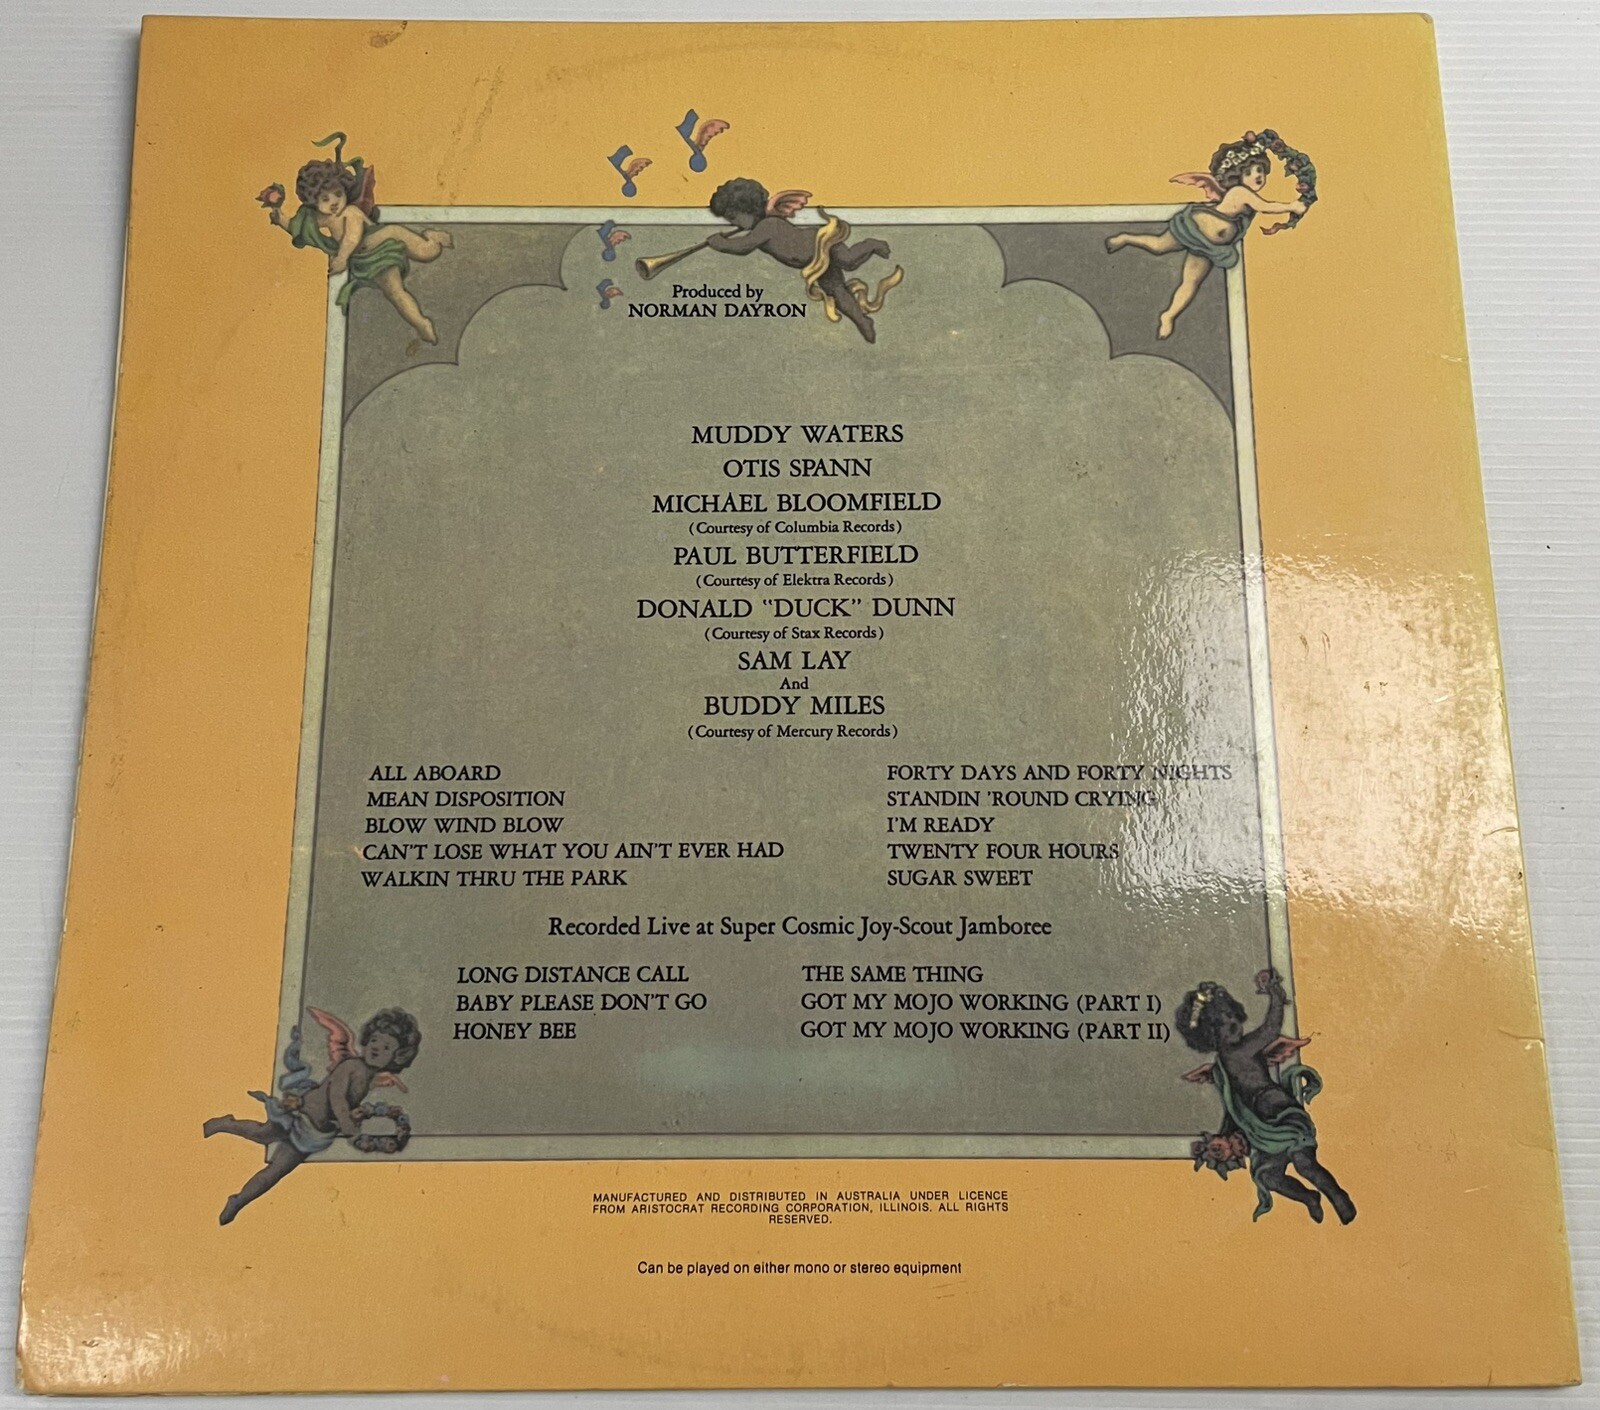 Produced by
NORMAN DAYRON
MUDDY WATERS
OTIS SPANN
MICHAEL BLOOMFIELD
(Courtesy of Columbia Records)
PAUL BUTTERFIELD
(Courtesy of Elektra Records)
DONALD "DUCK" DUNN
(Courtesy of Stax Records)
SAM LAY
And
BUDDY MILES
(Courtesy of Mercury Records)
ALL ABOARD
MEAN DISPOSITION
BLOW WIND BLOW
CAN'T LOSE WHAT YOU AIN'T EVER HAD
WALKIN THRU THE PARK
FORTY DAYS AND FORTY NIGHTS
STANDIN 'ROUND CRYING
I'M READY
TWENTY FOUR HOURS
SUGAR SWEET
Recorded Live at Super Cosmic Joy-Scout Jamboree
LONG DISTANCE CALL
BABY PLEASE DON'T GO
HONEY BEE
THE SAME THING
GOT MY MOJO WORKING (PART I)
GOT MY MOJO WORKING (PART II)
MANUFACTURED AND DISTRIBUTED IN AUSTRALIA UNDER LICENCE
FROM ARISTOCRAT RECORDING CORPORATION, ILLINOIS. ALL RIGHTS
RESERVED.
Can be played on either mono or stereo equipment